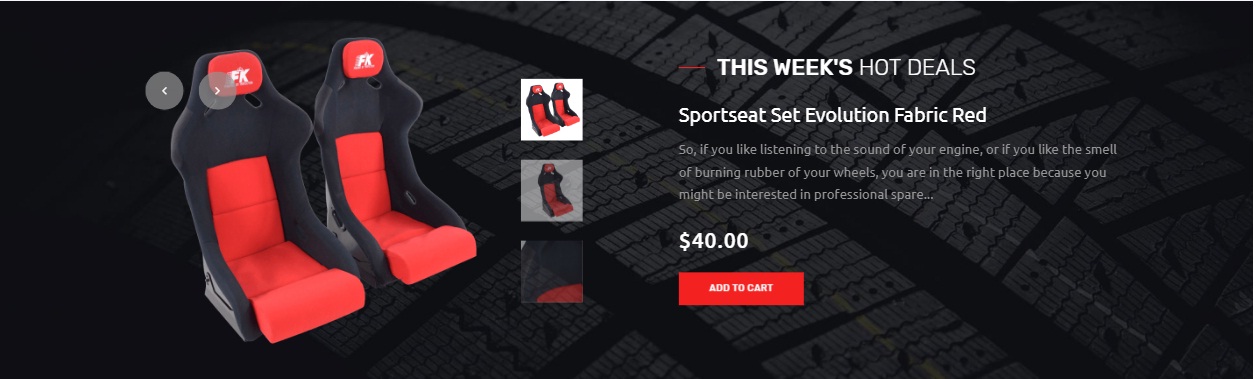 FK
FK
THIS WEEK'S HOT DEALS
Sportseat Set Evolution Fabric Red
So, if you like listening to the sound of your engine, or if you like the smell
of burning rubber of your wheels, you are in the right place because you
might be interested in professional spare...
$40.00
ADD TO CART